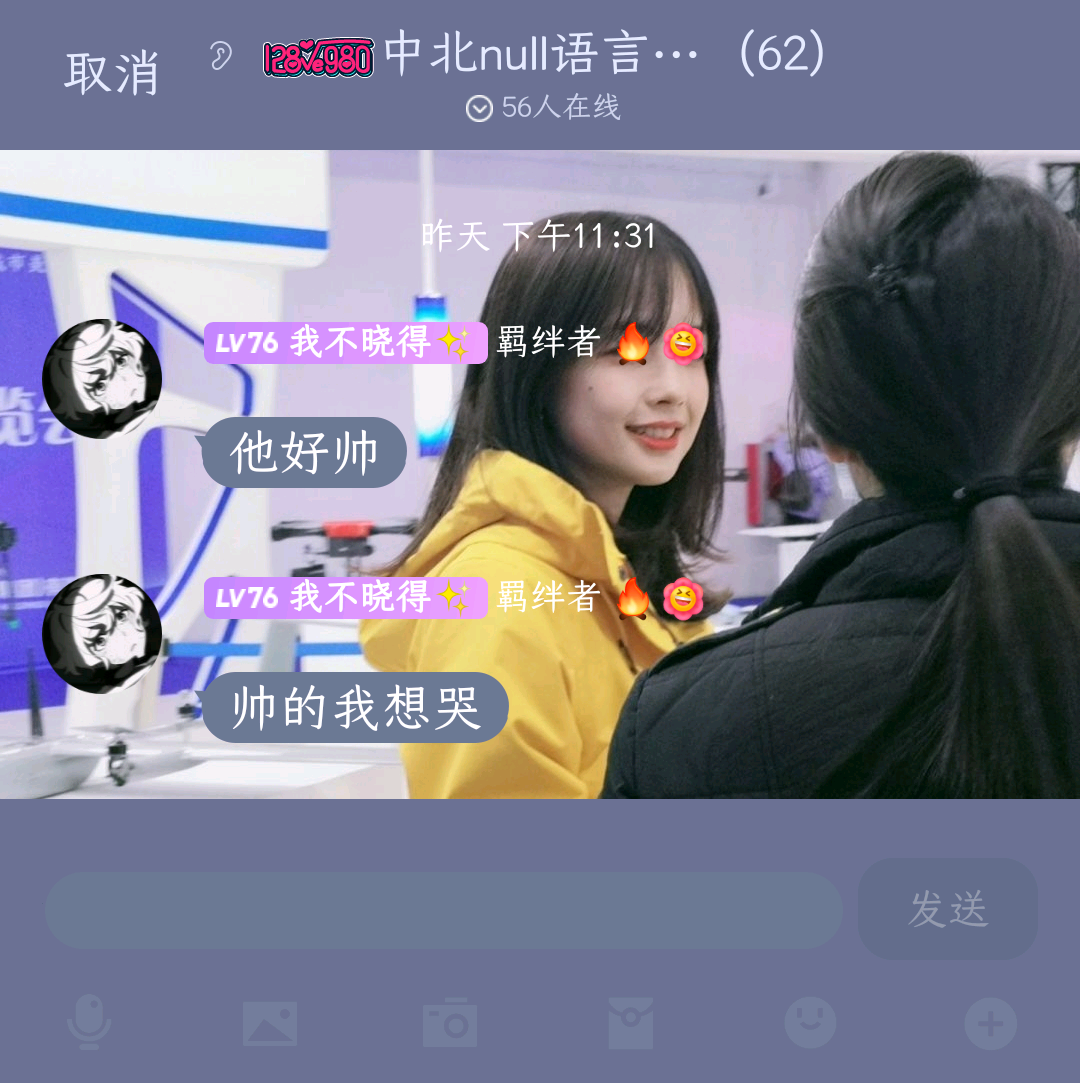 取消
128love980 中北null语言… (62)
56人在线
昨天 下午11:31
LV76 我不晓得✨ 羁绊者 🔥
他好帅
LV76 我不晓得✨ 羁绊者 🔥
帅的我想哭
发送